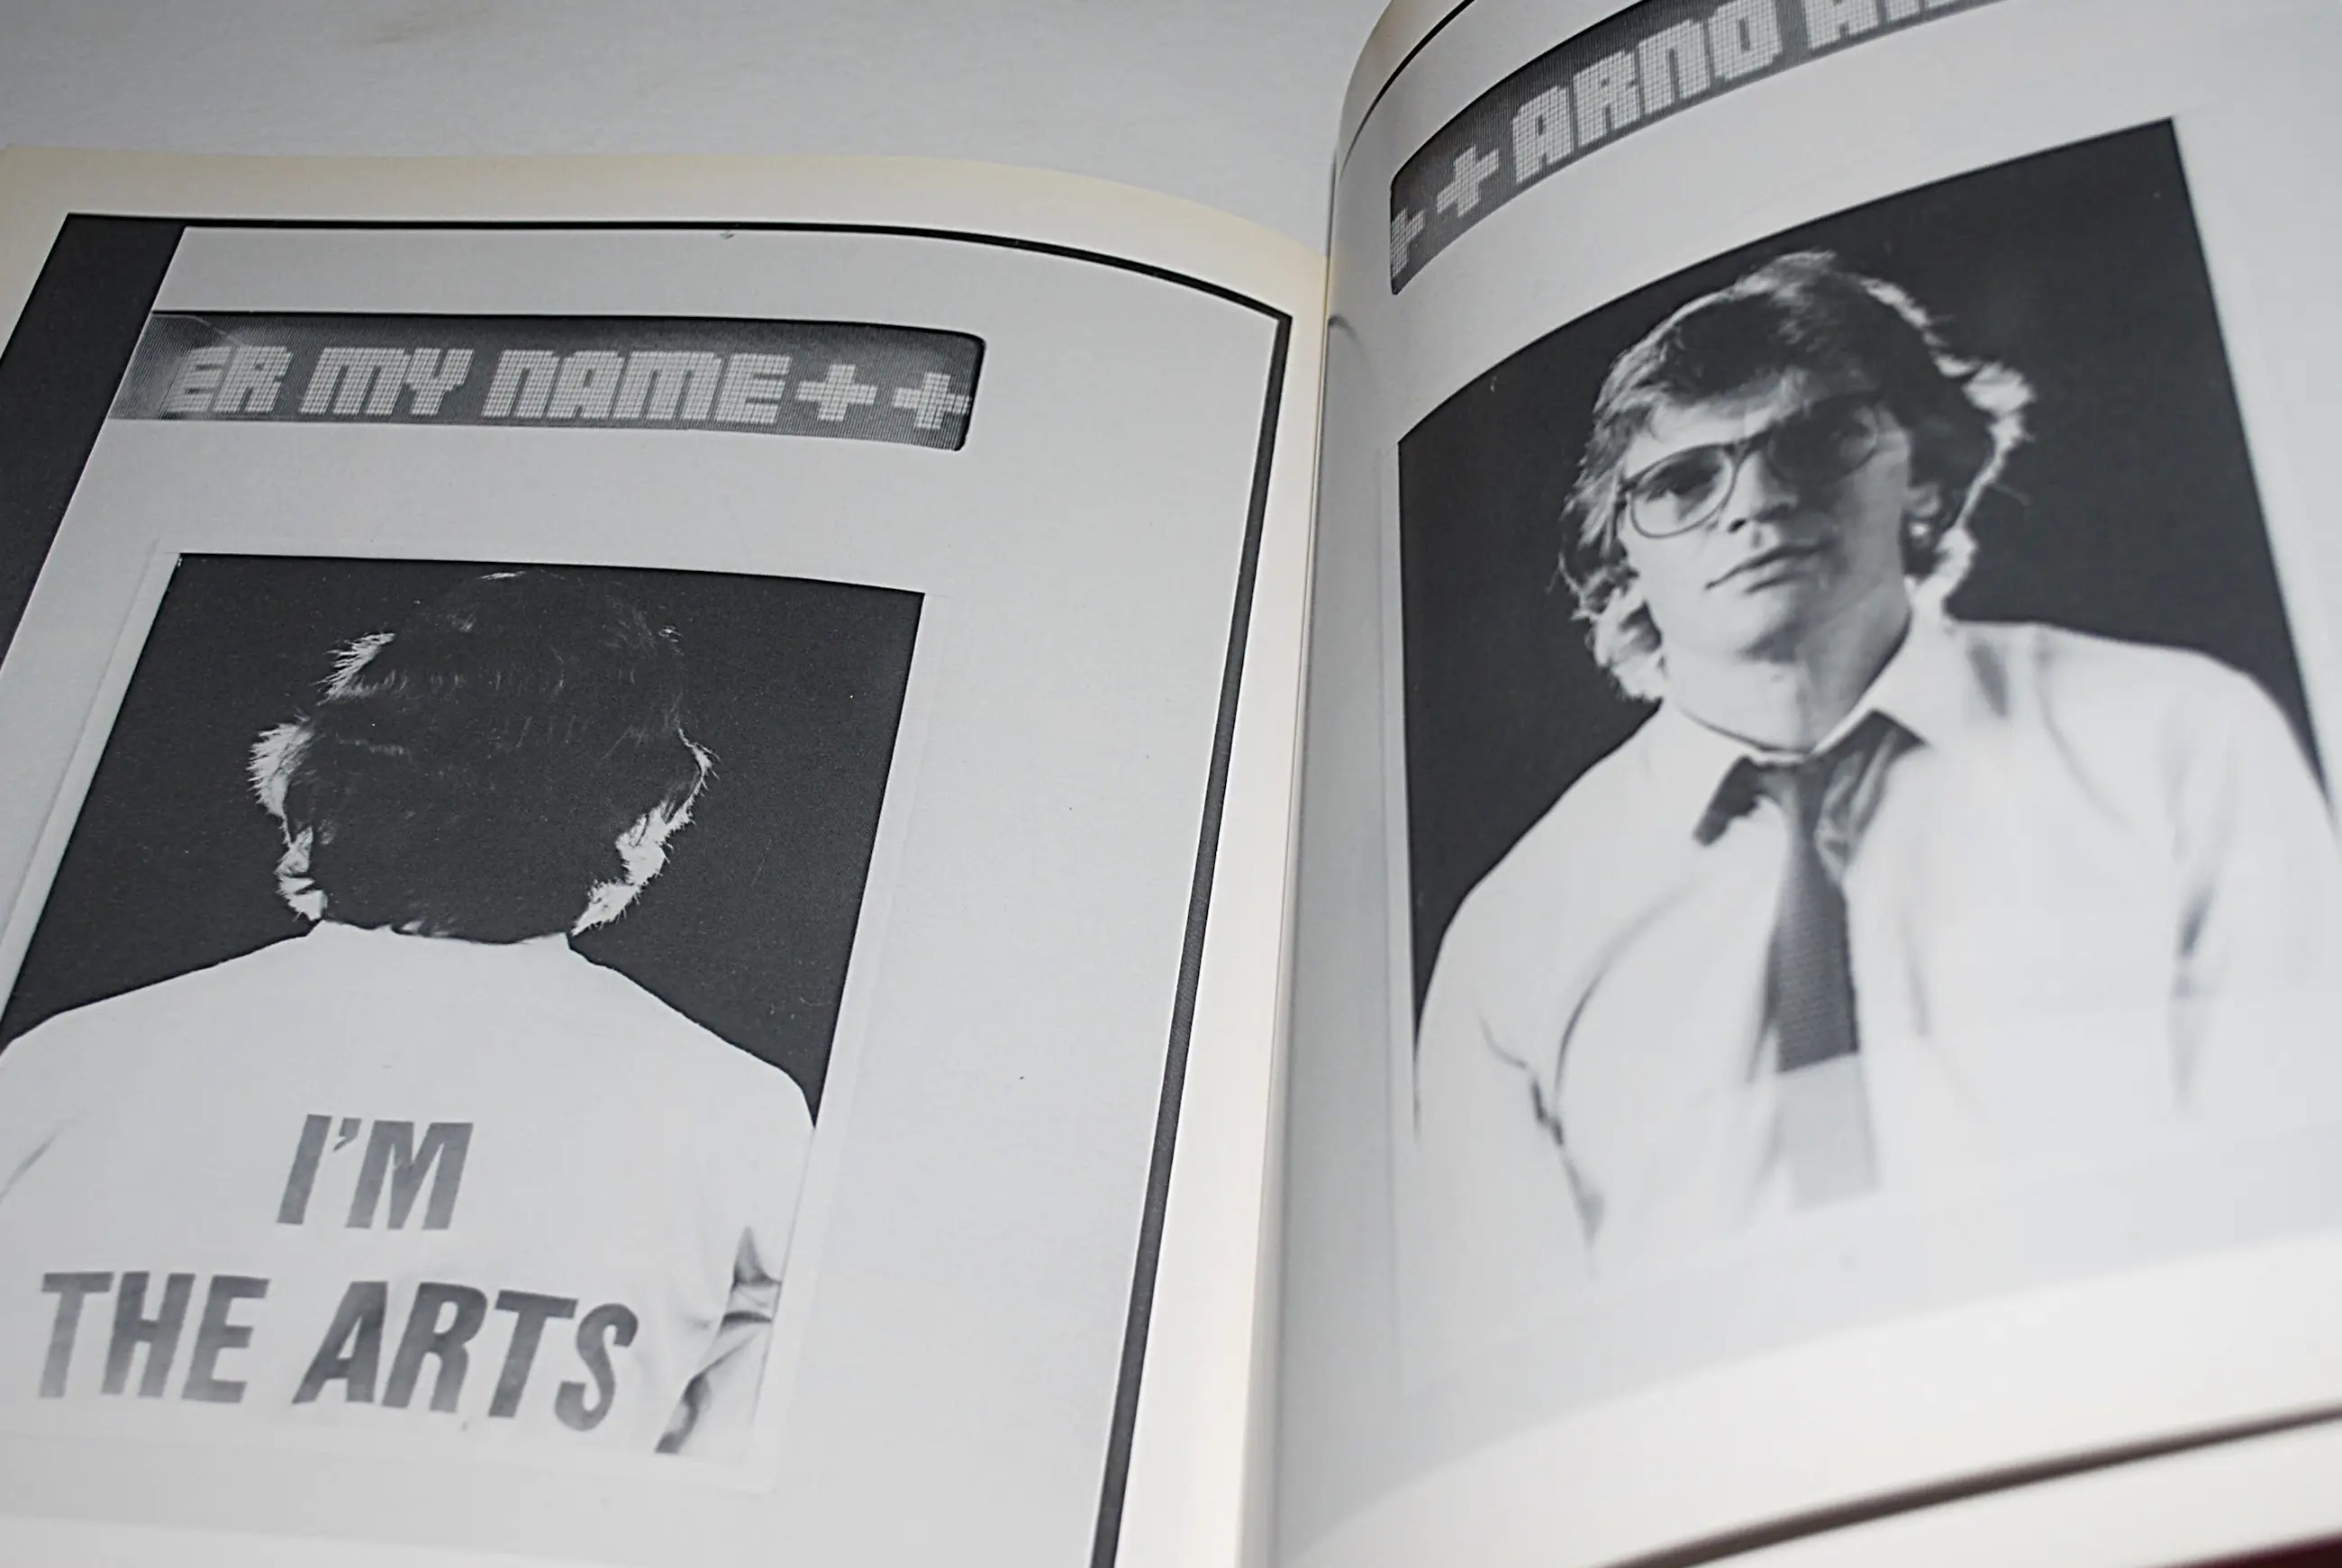 ER MY NAME++
I'M
THE ARTS
++ ARNO